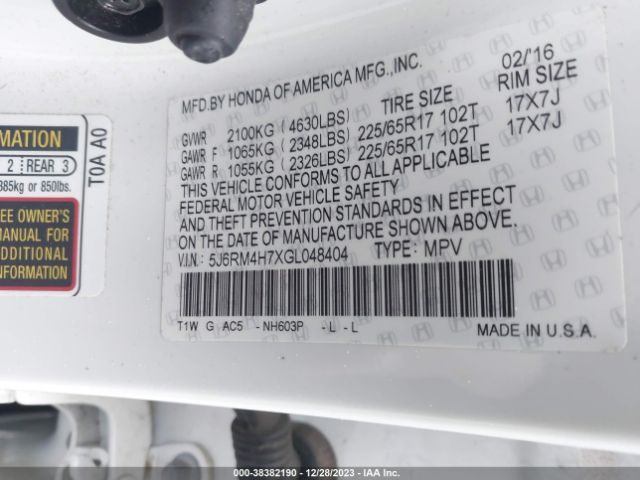 MFD. BY HONDA OF AMERICA MFG., INC. 02/'16
TIRE SIZE RIM SIZE
GVWR 2100KG (4630LBS)
GAWR F 1065KG (2348LBS) 225/65R17 102T 17X7J
GAWR R 1055KG (2326LBS) 225/65R17 102T 17X7J
THIS VEHICLE CONFORMS TO ALL APPLICABLE
FEDERAL MOTOR VEHICLE SAFETY
AND THEFT PREVENTION STANDARDS IN EFFECT
ON THE DATE OF MANUFACTURE SHOWN ABOVE.
V.I.N.: 5J6RM4H7XGL048404 TYPE: MPV
T1W G AC5 - NH603P - L - L
MADE IN U.S.A.
MATION
2 REAR 3
385kg or 850lbs.
EE OWNER'S
MANUAL FOR
ADDITIONAL
INFORMATION
T0A A0
000-38382190 - 12/28/2023 - IAA Inc.